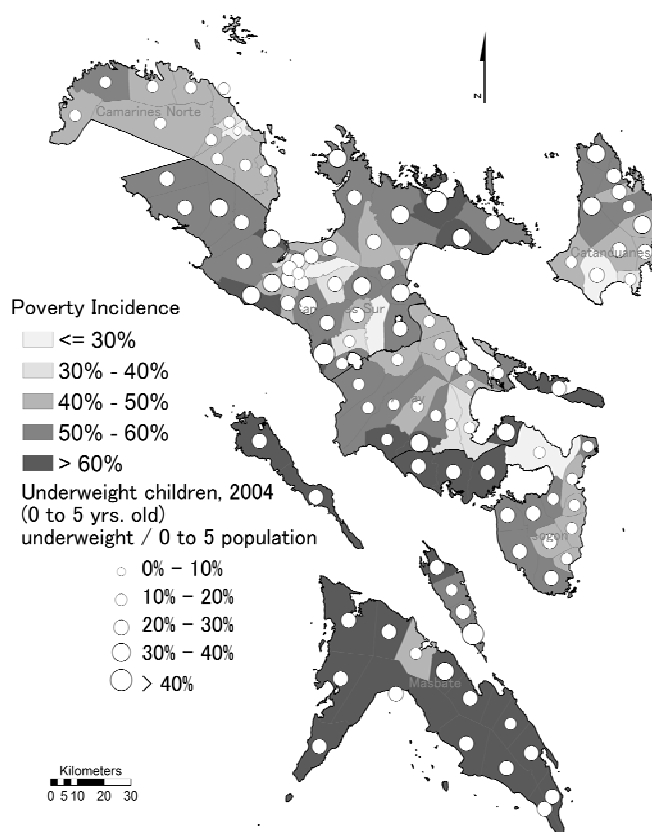 N
Camarines Norte
Catanduanes
Poverty Incidence
<= 30%
30% - 40%
40% - 50%
50% - 60%
> 60%
Underweight children, 2004
(0 to 5 yrs. old)
underweight / 0 to 5 population
0% - 10%
10% - 20%
20% - 30%
30% - 40%
> 40%
Sur
Masbate
Kilometers
0 5 10 20 30